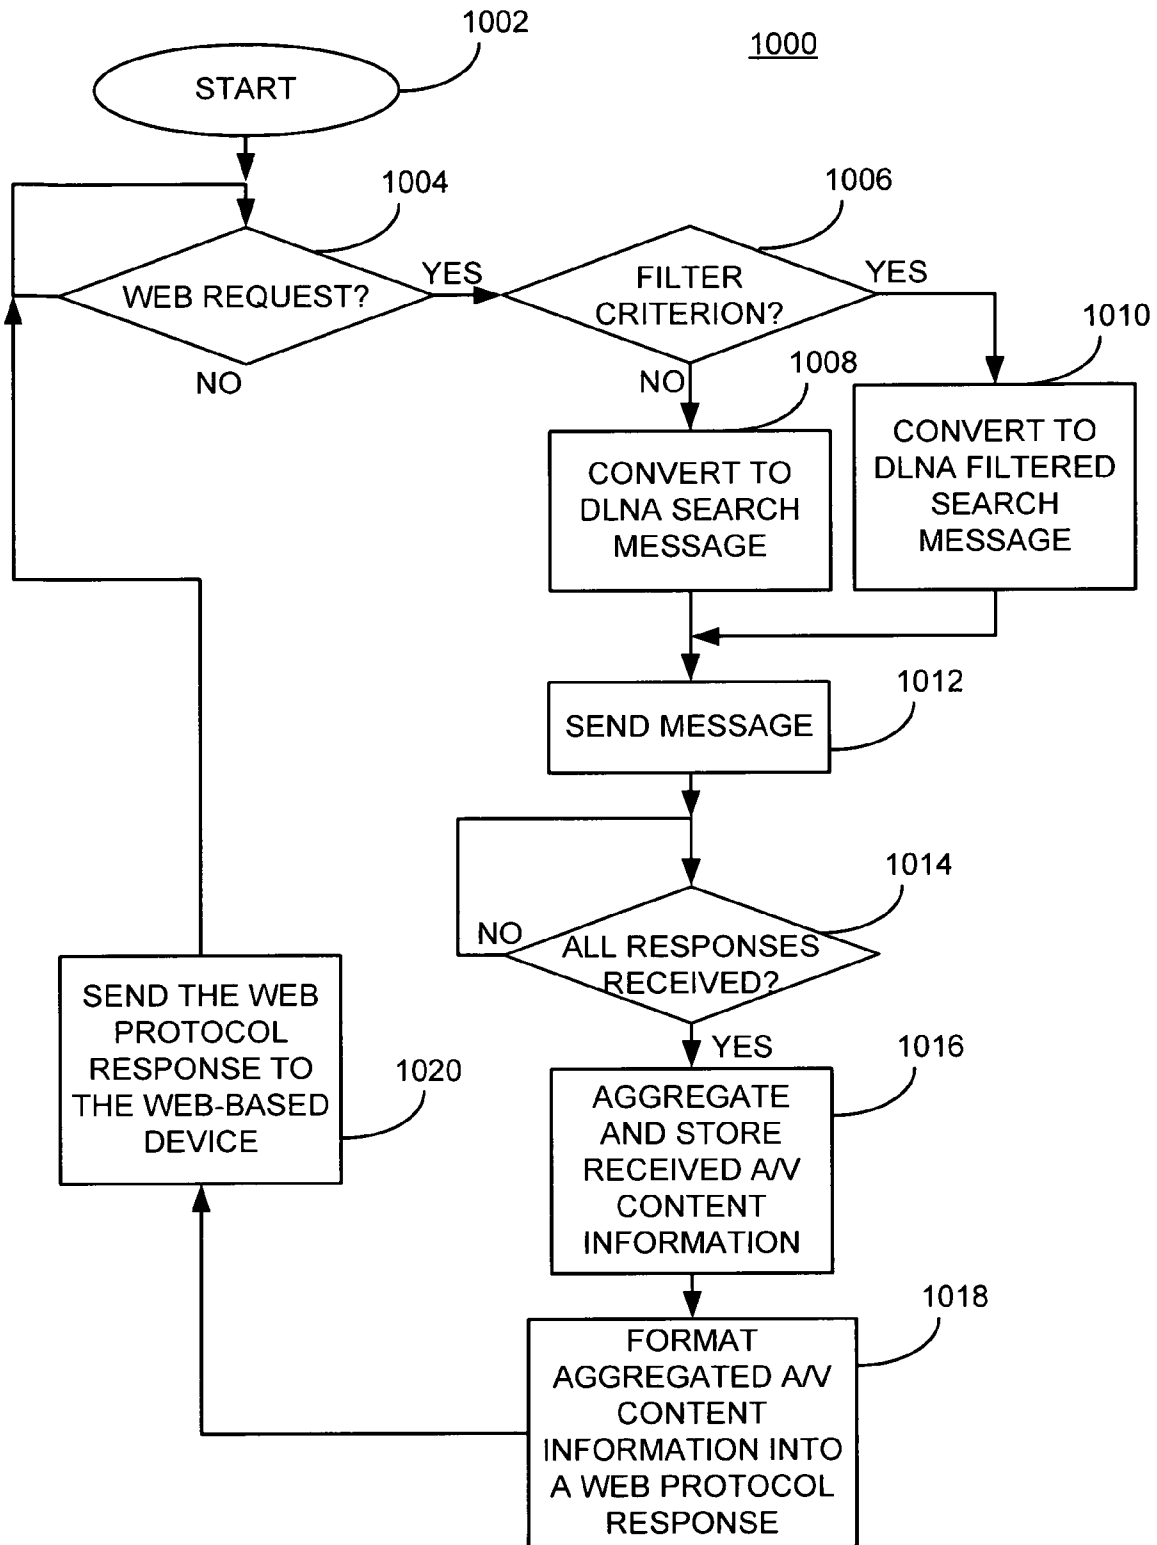 1002
1000
START
1004
1006
WEB REQUEST?
YES
FILTER
CRITERION?
YES
NO
NO
1008
1010
CONVERT TO
DLNA SEARCH
MESSAGE
CONVERT TO
DLNA FILTERED
SEARCH
MESSAGE
1012
SEND MESSAGE
1014
NO
ALL RESPONSES
RECEIVED?
YES
1016
AGGREGATE
AND STORE
RECEIVED A/V
CONTENT
INFORMATION
1018
FORMAT
AGGREGATED A/V
CONTENT
INFORMATION INTO
A WEB PROTOCOL
RESPONSE
SEND THE WEB
PROTOCOL
RESPONSE TO
THE WEB-BASED
DEVICE
1020